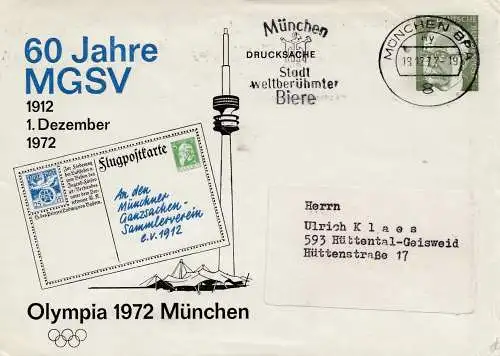 60 Jahre
MGSV
1912
1. Dezember
1972
München
DRUCKSACHE
Stadt
weltberühmter
Biere
MÜNCHEN BPA
8
Flugpostkarte
An den
Münchner
Ganzsachen-
Sammlerverein
e.V. 1912
Herrn
Ulrich K l a e s
593 Hüttental-Geisweid
Hüttenstraße 17
Olympia 1972 München